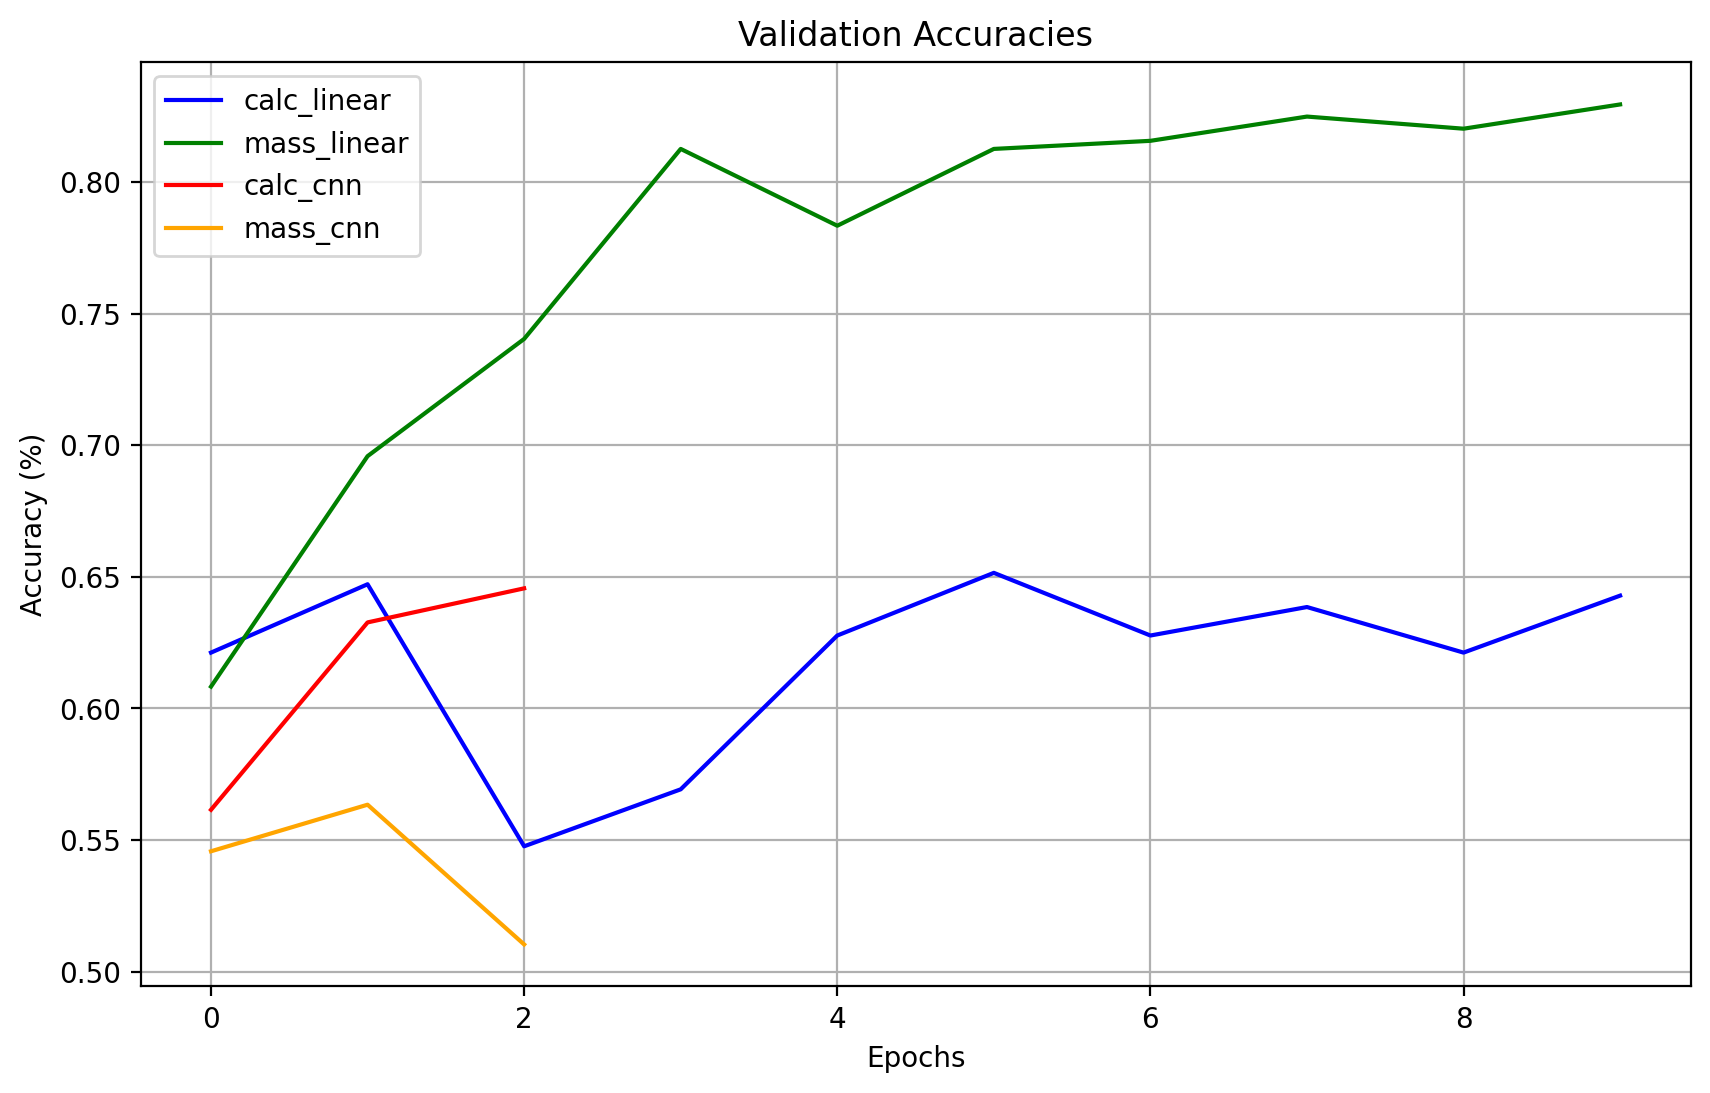 Validation Accuracies
calc_linear
mass_linear
calc_cnn
mass_cnn
Accuracy (%)
0.80
0.75
0.70
0.65
0.60
0.55
0.50
0 2 4 6 8
Epochs